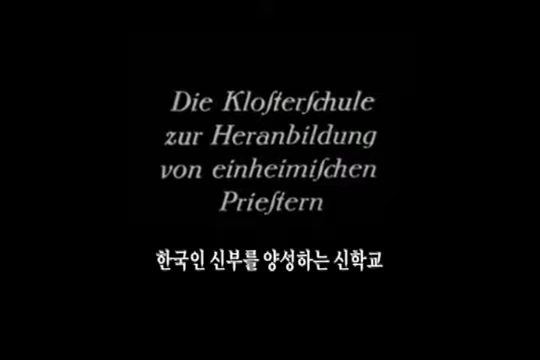 Die Kloſterſchule
zur Heranbildung
von einheimiſchen
Prieſtern
한국인 신부를 양성하는 신학교